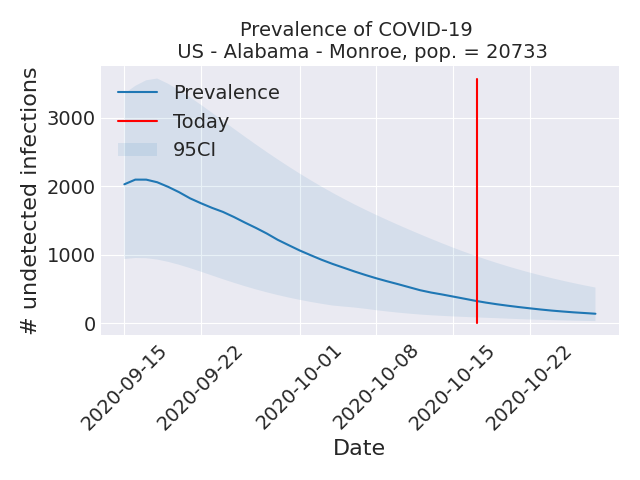 Prevalence of COVID-19
US - Alabama - Monroe, pop. = 20733
# undetected infections
3000
2000
1000
0
Prevalence
Today
95CI
2020-09-15
2020-09-22
2020-10-01
2020-10-08
2020-10-15
2020-10-22
Date